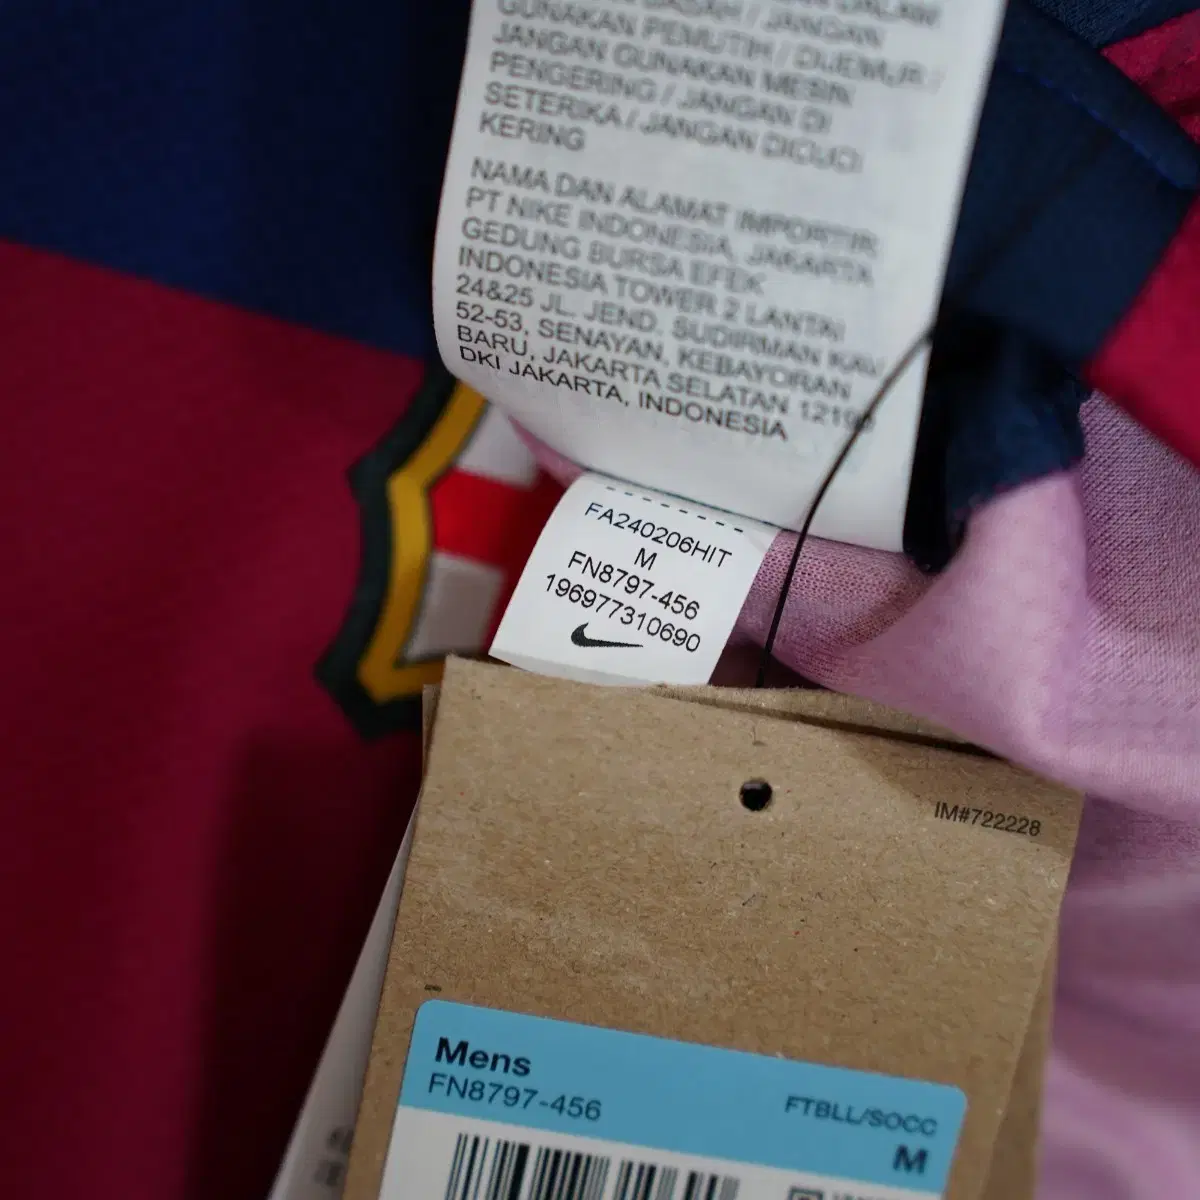 GUNAKAN PEMUTIH / DIJEMUR /
JANGAN GUNAKAN MESIN
PENGERING / JANGAN DI
SETERIKA / JANGAN DICUCI
KERING
NAMA DAN ALAMAT IMPORTIR
PT NIKE INDONESIA, JAKARTA
GEDUNG BURSA EFEK
INDONESIA TOWER 2 LANTAI
24&25 JL. JEND. SUDIRMAN KAV
52-53, SENAYAN, KEBAYORAN
BARU, JAKARTA SELATAN 12190
DKI JAKARTA, INDONESIA
FA240206HIT
M
FN8797-456
196977310690
IM#722228
Mens
FN8797-456
FTBLL/SOCC
M